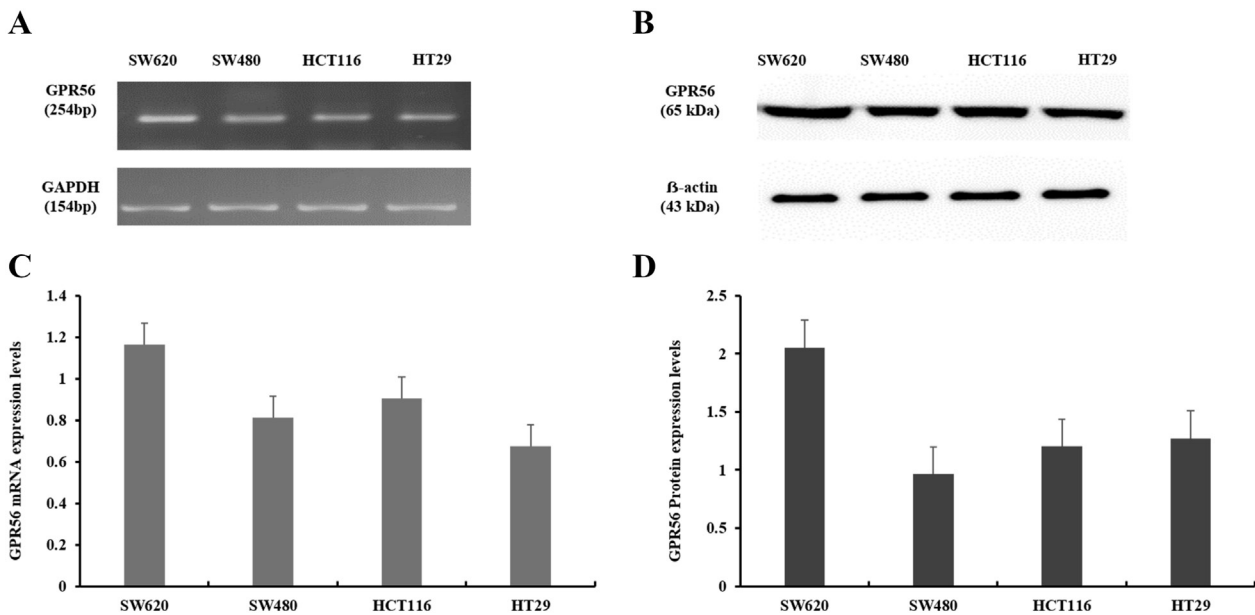 A
SW620 SW480 HCT116 HT29
GPR56
(254bp)
GAPDH
(154bp)
B
SW620 SW480 HCT116 HT29
GPR56
(65 kDa)
ß-actin
(43 kDa)
C
GPR56 mRNA expression levels
1.4
1.2
1
0.8
0.6
0.4
0.2
0
SW620 SW480 HCT116 HT29
D
GPR56 Protein expression levels
2.5
2
1.5
1
0.5
0
SW620 SW480 HCT116 HT29